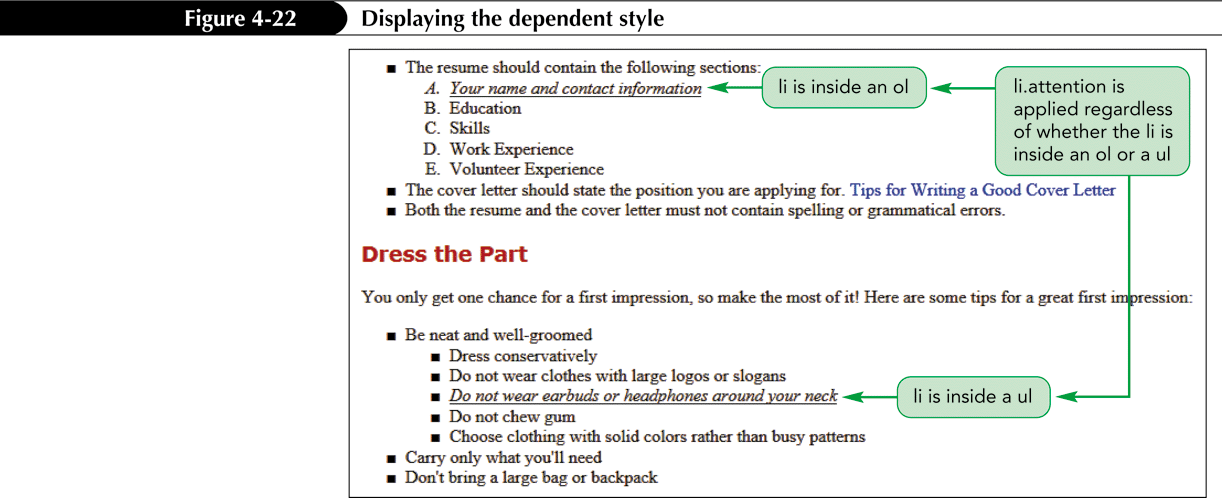 Figure 4-22 Displaying the dependent style
■ The resume should contain the following sections:
A. Your name and contact information
li is inside an ol
li.attention is
applied regardless
of whether the li is
inside an ol or a ul
B. Education
C. Skills
D. Work Experience
E. Volunteer Experience
■ The cover letter should state the position you are applying for. Tips for Writing a Good Cover Letter
■ Both the resume and the cover letter must not contain spelling or grammatical errors.
Dress the Part
You only get one chance for a first impression, so make the most of it! Here are some tips for a great first impression:
■ Be neat and well-groomed
■ Dress conservatively
■ Do not wear clothes with large logos or slogans
■ Do not wear earbuds or headphones around your neck
li is inside a ul
■ Do not chew gum
■ Choose clothing with solid colors rather than busy patterns
■ Carry only what you'll need
■ Don't bring a large bag or backpack